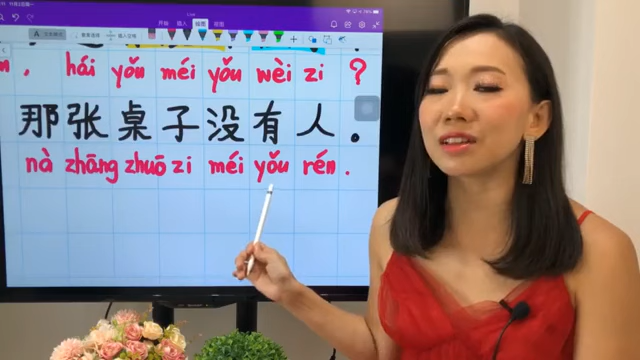 hái yǒu méi yǒu wèi zi ?
那张桌子没有人。
nà zhāng zhuō zi méi yǒu rén .